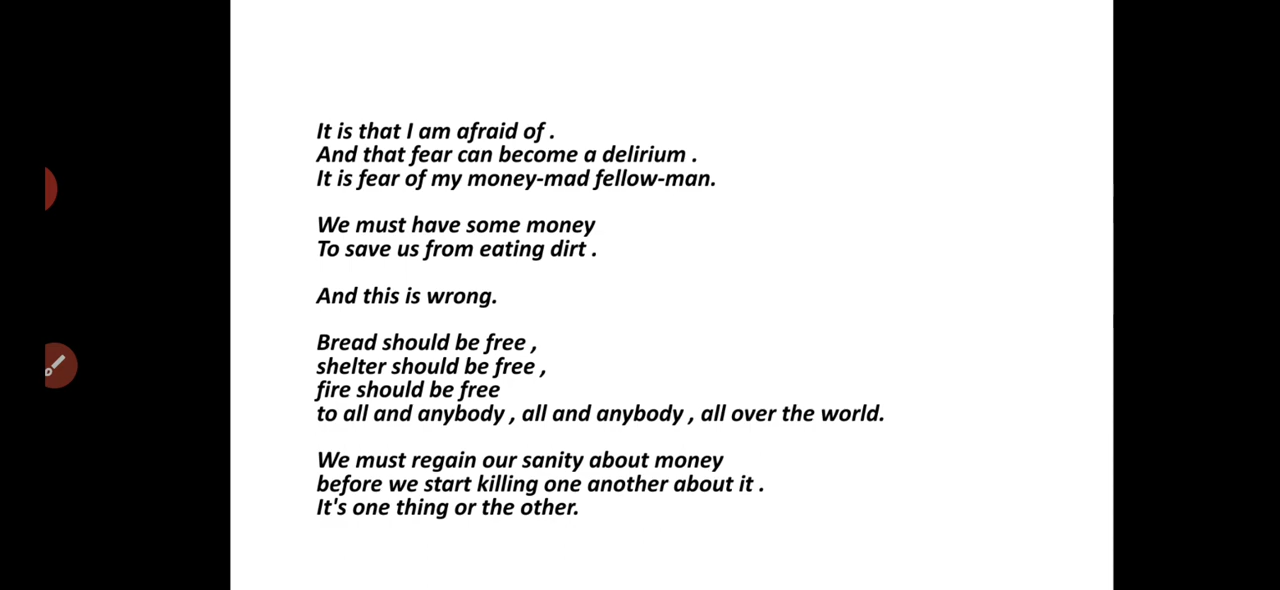 It is that I am afraid of .
And that fear can become a delirium .
It is fear of my money-mad fellow-man.
We must have some money
To save us from eating dirt .
And this is wrong.
Bread should be free ,
shelter should be free ,
fire should be free
to all and anybody , all and anybody , all over the world.
We must regain our sanity about money
before we start killing one another about it .
It's one thing or the other.